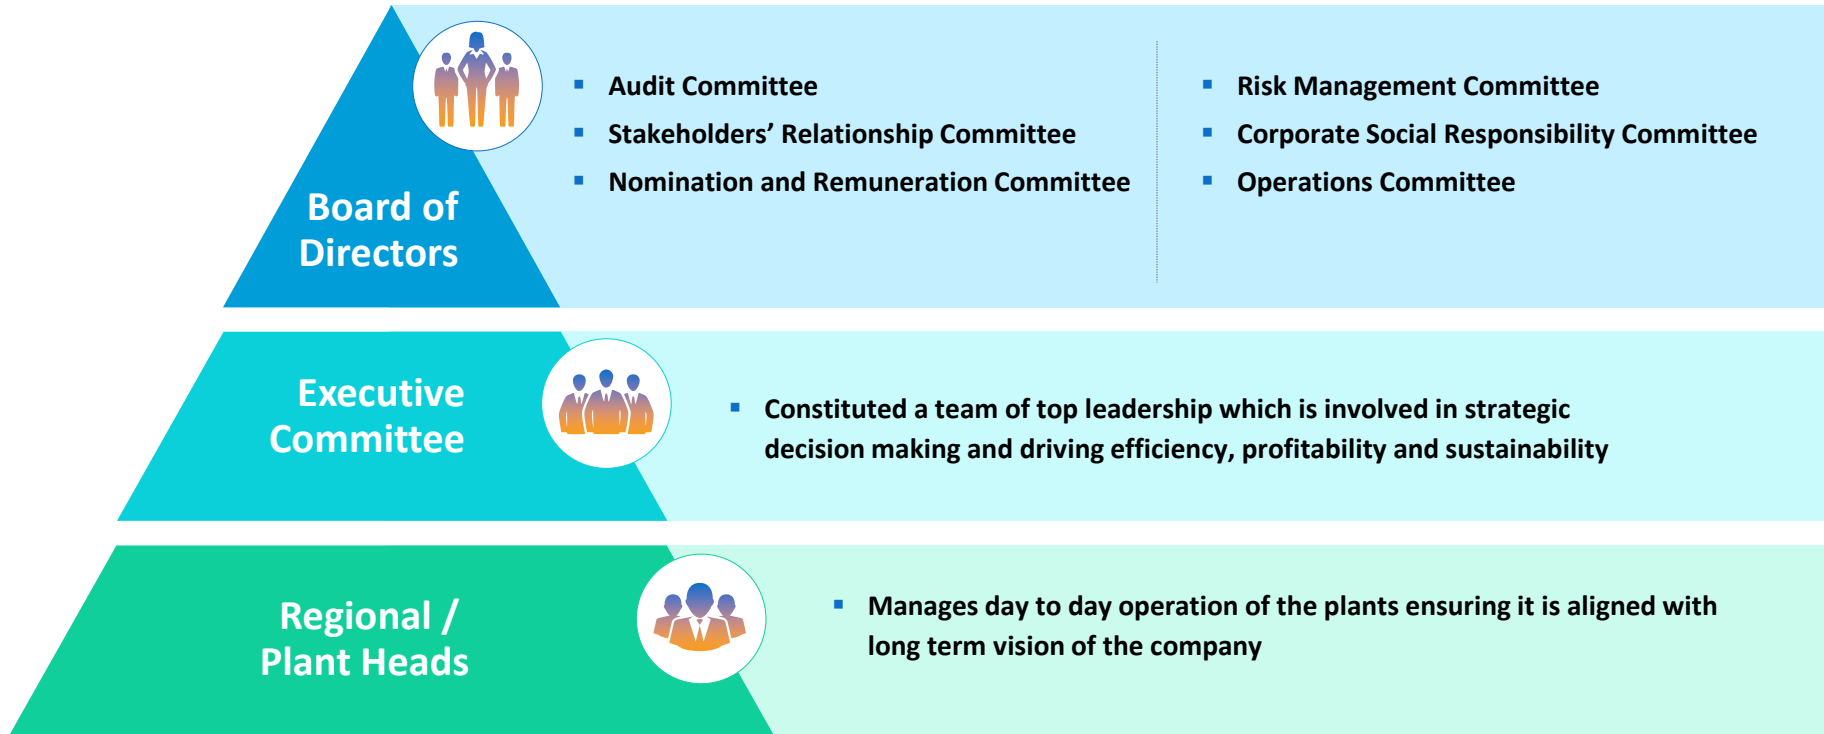 Board of
Directors
▪ Audit Committee
▪ Stakeholders’ Relationship Committee
▪ Nomination and Remuneration Committee
▪ Risk Management Committee
▪ Corporate Social Responsibility Committee
▪ Operations Committee
Executive
Committee
▪ Constituted a team of top leadership which is involved in strategic
decision making and driving efficiency, profitability and sustainability
Regional /
Plant Heads
▪ Manages day to day operation of the plants ensuring it is aligned with
long term vision of the company